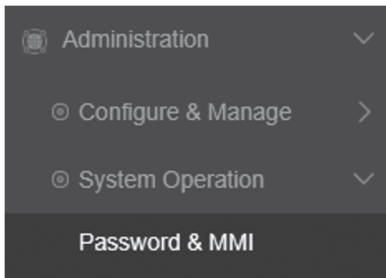 Administration
Configure & Manage
System Operation
Password & MMI